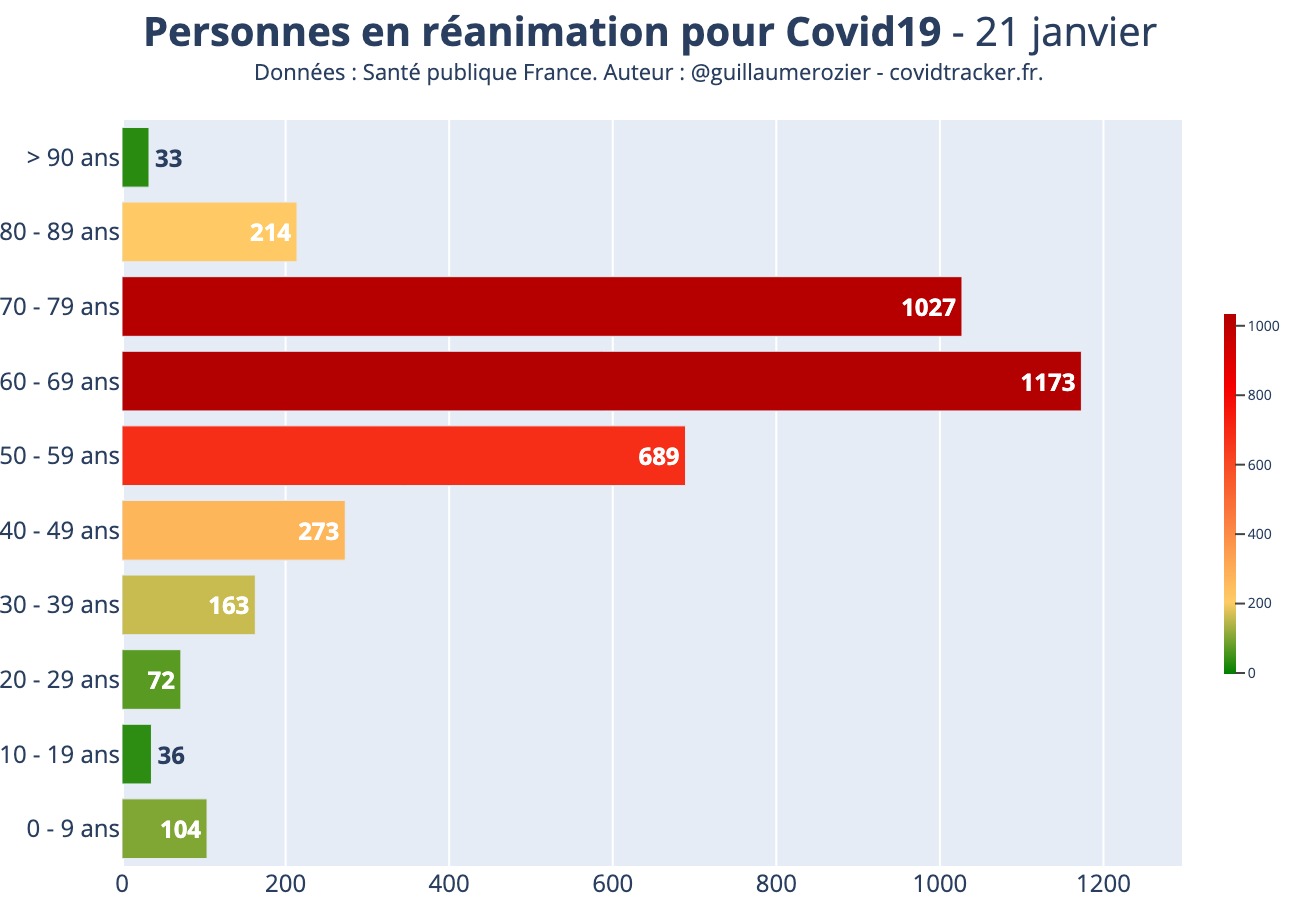 Personnes en réanimation pour Covid19 - 21 janvier
Données : Santé publique France. Auteur : @guillaumerozier - covidtracker.fr.
> 90 ans 33
80 - 89 ans 214
70 - 79 ans 1027
60 - 69 ans 1173
50 - 59 ans 689
40 - 49 ans 273
30 - 39 ans 163
20 - 29 ans 72
10 - 19 ans 36
0 - 9 ans 104
0 200 400 600 800 1000 1200
1000
800
600
400
200
0